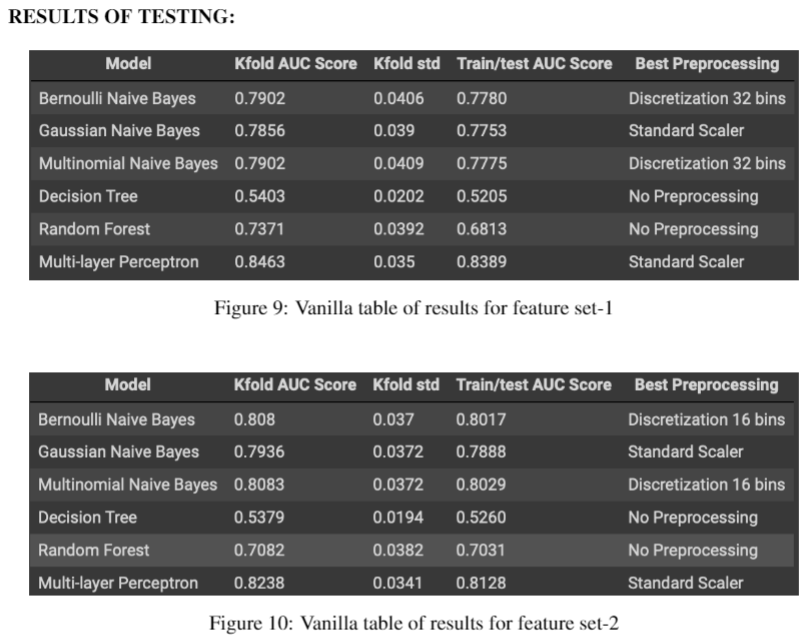 RESULTS OF TESTING:
Model Kfold AUC Score Kfold std Train/test AUC Score Best Preprocessing
Bernoulli Naive Bayes 0.7902 0.0406 0.7780 Discretization 32 bins
Gaussian Naive Bayes 0.7856 0.039 0.7753 Standard Scaler
Multinomial Naive Bayes 0.7902 0.0409 0.7775 Discretization 32 bins
Decision Tree 0.5403 0.0202 0.5205 No Preprocessing
Random Forest 0.7371 0.0392 0.6813 No Preprocessing
Multi-layer Perceptron 0.8463 0.035 0.8389 Standard Scaler
Figure 9: Vanilla table of results for feature set-1
Model Kfold AUC Score Kfold std Train/test AUC Score Best Preprocessing
Bernoulli Naive Bayes 0.808 0.037 0.8017 Discretization 16 bins
Gaussian Naive Bayes 0.7936 0.0372 0.7888 Standard Scaler
Multinomial Naive Bayes 0.8083 0.0372 0.8029 Discretization 16 bins
Decision Tree 0.5379 0.0194 0.5260 No Preprocessing
Random Forest 0.7082 0.0382 0.7031 No Preprocessing
Multi-layer Perceptron 0.8238 0.0341 0.8128 Standard Scaler
Figure 10: Vanilla table of results for feature set-2